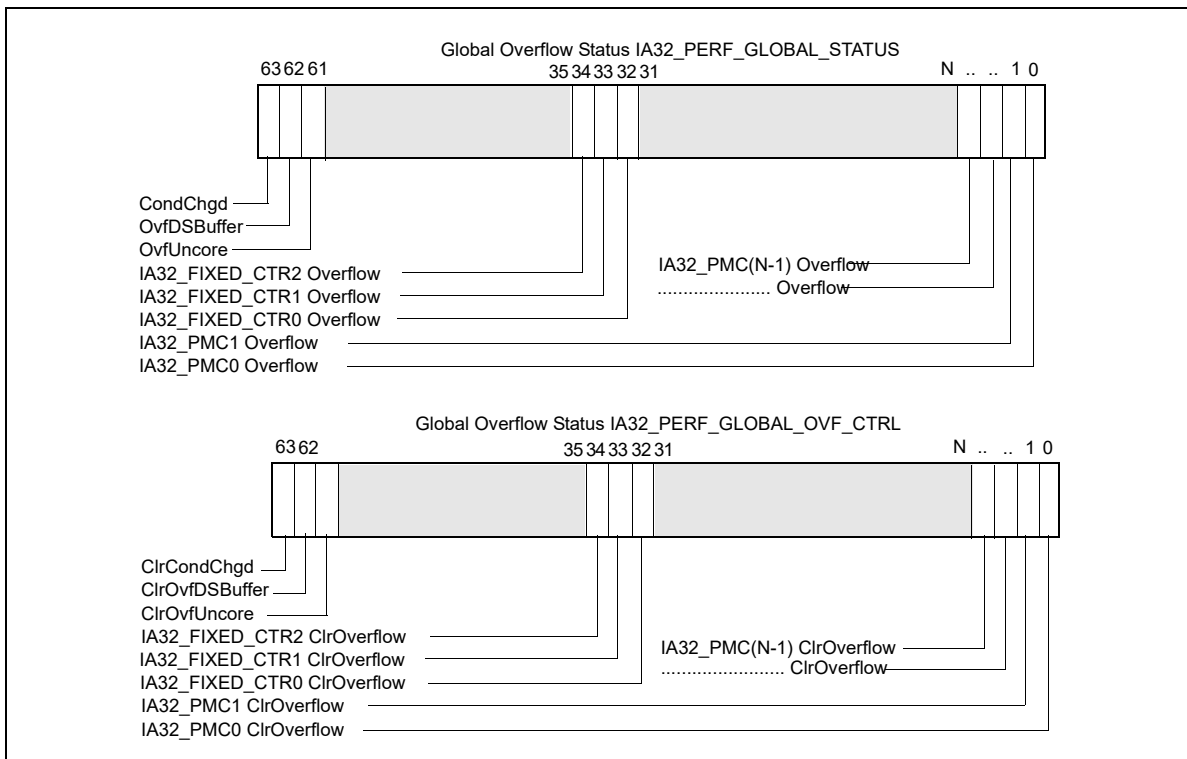 Global Overflow Status IA32_PERF_GLOBAL_STATUS
63 62 61 35 34 33 32 31 N .. .. 1 0
CondChgd
OvfDSBuffer
OvfUncore
IA32_FIXED_CTR2 Overflow
IA32_PMC(N-1) Overflow
IA32_FIXED_CTR1 Overflow
...................... Overflow
IA32_FIXED_CTR0 Overflow
IA32_PMC1 Overflow
IA32_PMC0 Overflow
Global Overflow Status IA32_PERF_GLOBAL_OVF_CTRL
63 62 35 34 33 32 31 N .. .. 1 0
ClrCondChgd
ClrOvfDSBuffer
ClrOvfUncore
IA32_FIXED_CTR2 ClrOverflow
IA32_PMC(N-1) ClrOverflow
IA32_FIXED_CTR1 ClrOverflow
........................ ClrOverflow
IA32_FIXED_CTR0 ClrOverflow
IA32_PMC1 ClrOverflow
IA32_PMC0 ClrOverflow